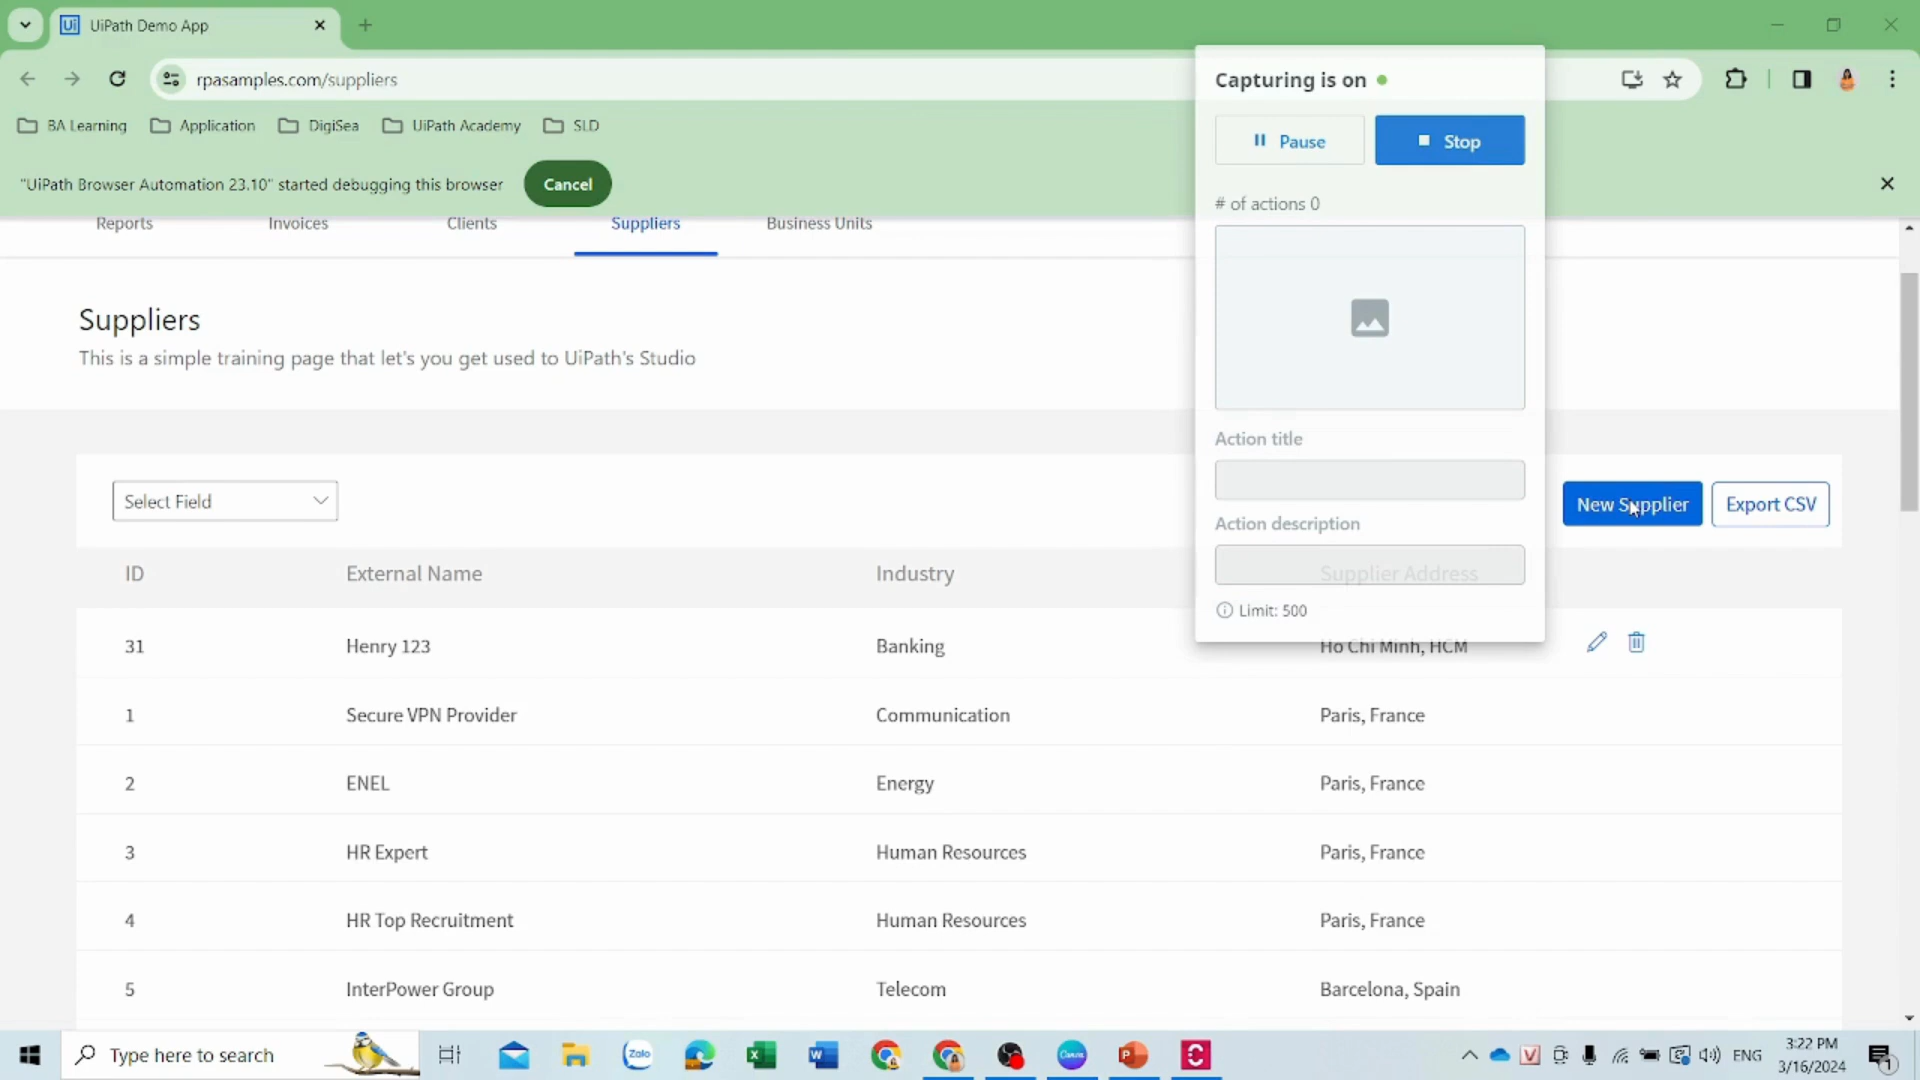 UiPath Demo App
rpasamples.com/suppliers
BA Learning
Application
DigiSea
UiPath Academy
SLD
"UiPath Browser Automation 23.10" started debugging this browser
Cancel
Capturing is on
Pause
Stop
# of actions 0
Action title
Action description
Limit: 500
Reports
Invoices
Clients
Suppliers
Business Units
Suppliers
This is a simple training page that let's you get used to UiPath's Studio
Select Field
New Supplier
Export CSV
ID
External Name
Industry
Supplier Address
31
Henry 123
Banking
Ho Chi Minh, HCM
1
Secure VPN Provider
Communication
Paris, France
2
ENEL
Energy
Paris, France
3
HR Expert
Human Resources
Paris, France
4
HR Top Recruitment
Human Resources
Paris, France
5
InterPower Group
Telecom
Barcelona, Spain
Type here to search
Zalo
Canva
ENG
3:22 PM
3/16/2024
1